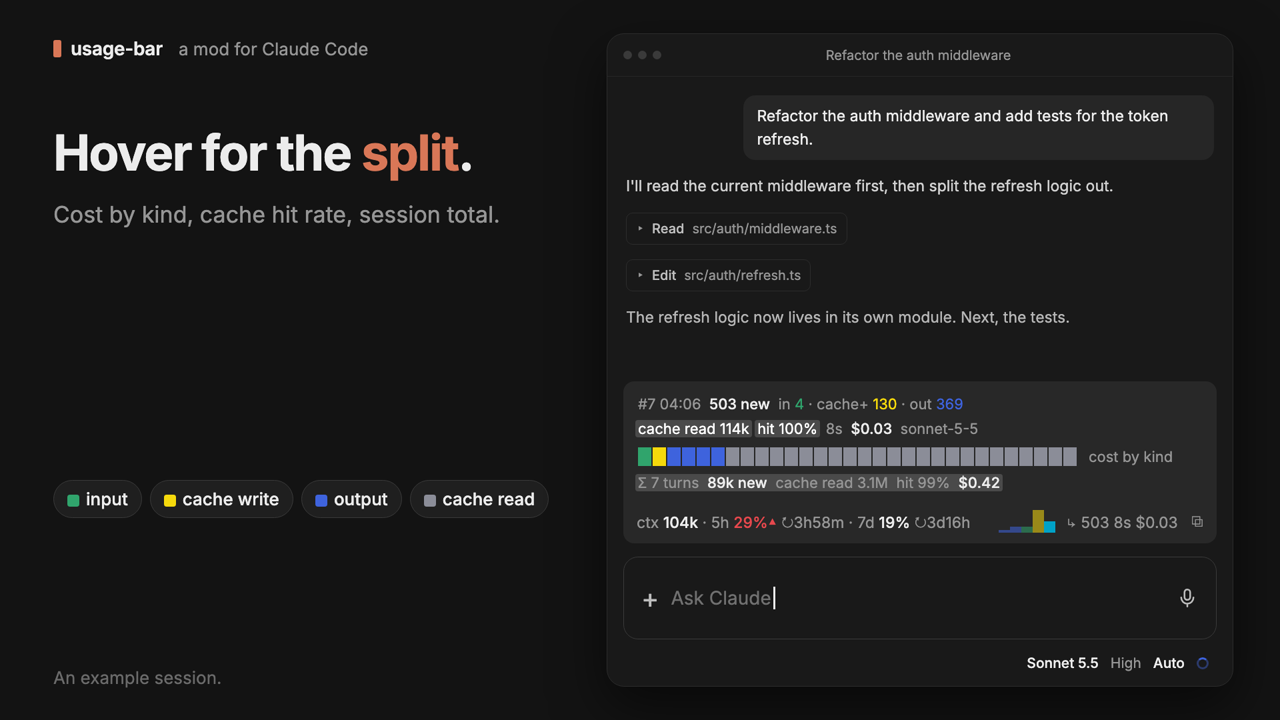 usage-bar a mod for Claude Code
Hover for the split.
Cost by kind, cache hit rate, session total.
input
cache write
output
cache read
An example session.
Refactor the auth middleware
Refactor the auth middleware and add tests for the token
refresh.
I'll read the current middleware first, then split the refresh logic out.
▸ Read src/auth/middleware.ts
▸ Edit src/auth/refresh.ts
The refresh logic now lives in its own module. Next, the tests.
#7 04:06 503 new in 4 · cache+ 130 · out 369
cache read 114k hit 100% 8s $0.03 sonnet-5-5
cost by kind
Σ 7 turns 89k new cache read 3.1M hit 99% $0.42
ctx 104k · 5h 29%▲ ↻3h58m · 7d 19% ↻3d16h ↳ 503 8s $0.03
+ Ask Claude
Sonnet 5.5 High Auto